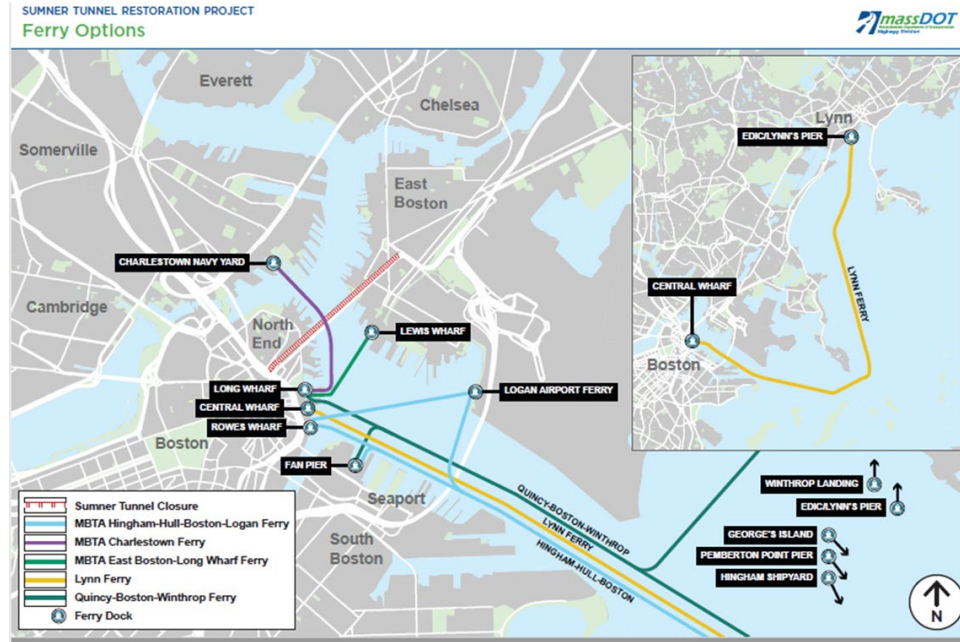 SUMNER TUNNEL RESTORATION PROJECT
Ferry Options
massDOT
Highway Division
Everett
Chelsea
Somerville
East
Boston
CHARLESTOWN NAVY YARD
Cambridge
North
End
LEWIS WHARF
LONG WHARF
LOGAN AIRPORT FERRY
CENTRAL WHARF
ROWES WHARF
Boston
FAN PIER
Seaport
South
Boston
QUINCY-BOSTON-WINTHROP
LYNN FERRY
HINGHAM-HULL-BOSTON
Lynn
EDIC/LYNN'S PIER
CENTRAL WHARF
LYNN FERRY
Boston
WINTHROP LANDING
EDIC/LYNN'S PIER
GEORGE'S ISLAND
PEMBERTON POINT PIER
HINGHAM SHIPYARD
Sumner Tunnel Closure
MBTA Hingham-Hull-Boston-Logan Ferry
MBTA Charlestown Ferry
MBTA East Boston-Long Wharf Ferry
Lynn Ferry
Quincy-Boston-Winthrop Ferry
Ferry Dock
N